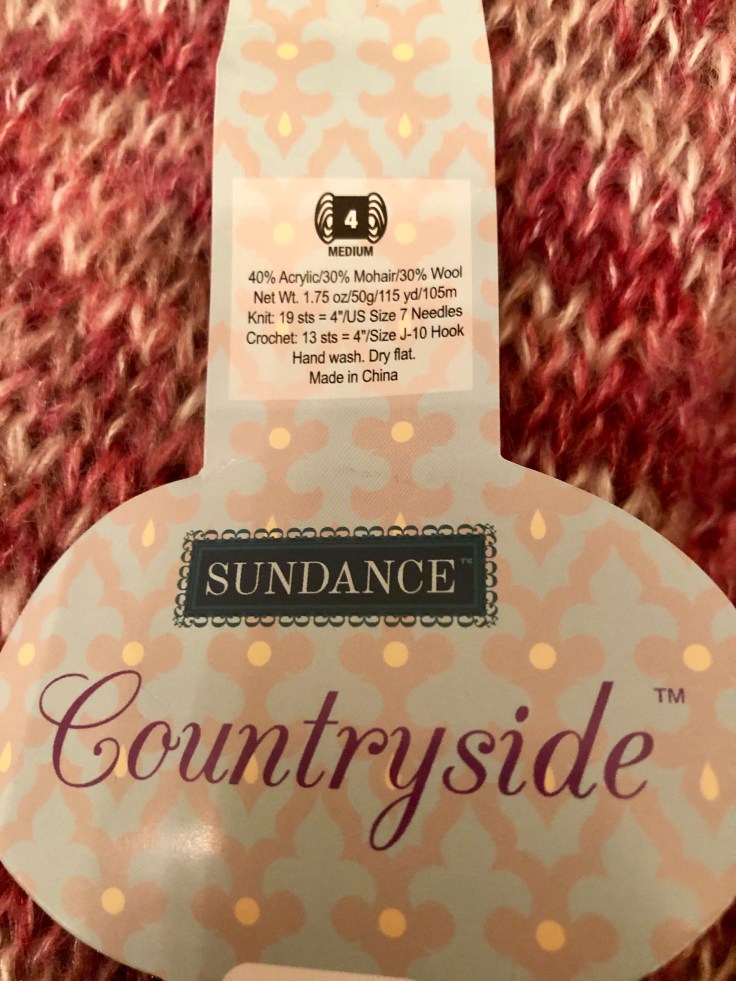 4
MEDIUM
40% Acrylic/30% Mohair/30% Wool
Net Wt. 1.75 oz/50g/115 yd/105m
Knit: 19 sts = 4"/US Size 7 Needles
Crochet: 13 sts = 4"/Size J-10 Hook
Hand wash. Dry flat.
Made in China
SUNDANCE™
Countryside™